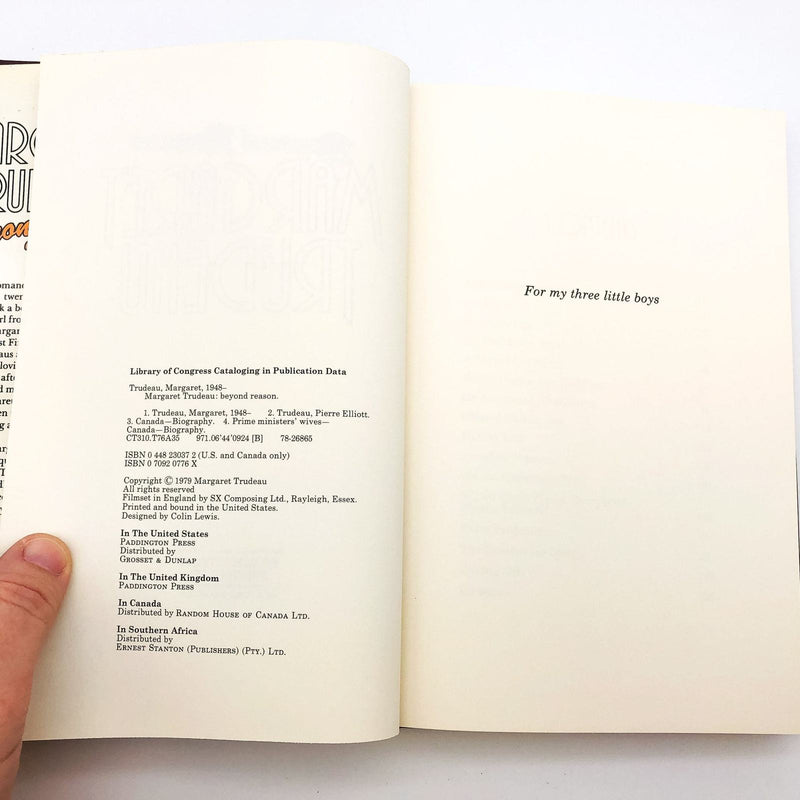 Library of Congress Cataloging in Publication Data
Trudeau, Margaret, 1948–
Margaret Trudeau: beyond reason.
1. Trudeau, Margaret, 1948– 2. Trudeau, Pierre Elliott.
3. Canada—Biography. 4. Prime ministers' wives—
Canada—Biography.
CT310.T76A35 971.06'44'0924 [B] 78-26865
ISBN 0 448 23037 2 (U.S. and Canada only)
ISBN 0 7092 0776 X
Copyright © 1979 Margaret Trudeau
All rights reserved
Filmset in England by SX Composing Ltd., Rayleigh, Essex.
Printed and bound in the United States.
Designed by Colin Lewis.
In The United States
PADDINGTON PRESS
Distributed by
GROSSET & DUNLAP
In The United Kingdom
PADDINGTON PRESS
In Canada
Distributed by RANDOM HOUSE OF CANADA LTD.
In Southern Africa
Distributed by
ERNEST STANTON (PUBLISHERS) (PTY.) LTD.
For my three little boys